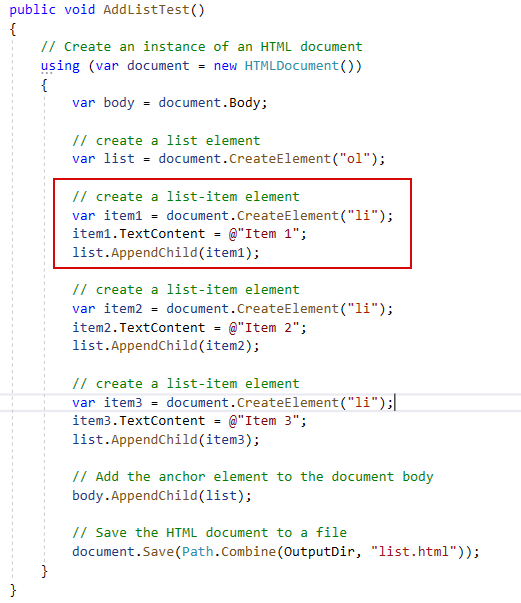 public void AddListTest()
{
// Create an instance of an HTML document
using (var document = new HTMLDocument())
{
var body = document.Body;
// create a list element
var list = document.CreateElement("ol");
// create a list-item element
var item1 = document.CreateElement("li");
item1.TextContent = @"Item 1";
list.AppendChild(item1);
// create a list-item element
var item2 = document.CreateElement("li");
item2.TextContent = @"Item 2";
list.AppendChild(item2);
// create a list-item element
var item3 = document.CreateElement("li");
item3.TextContent = @"Item 3";
list.AppendChild(item3);
// Add the anchor element to the document body
body.AppendChild(list);
// Save the HTML document to a file
document.Save(Path.Combine(OutputDir, "list.html"));
}
}